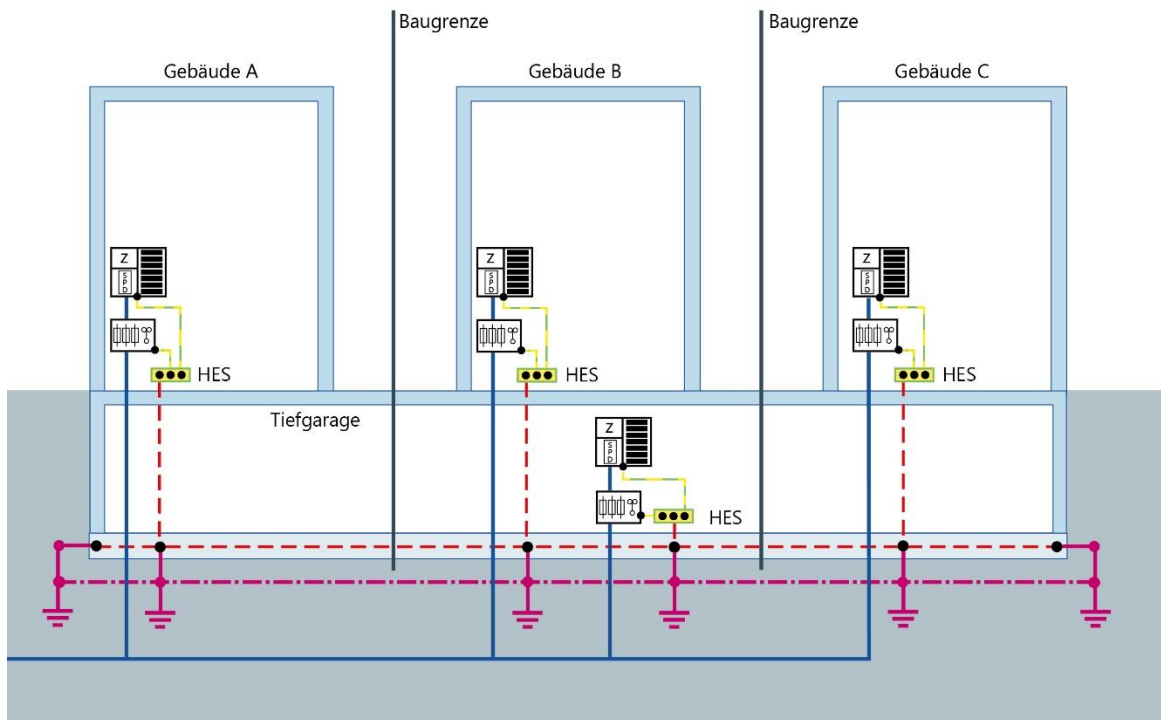 Baugrenze
Baugrenze
Gebäude A
Gebäude B
Gebäude C
Z
SPD
Z
SPD
Z
SPD
HES
HES
HES
Tiefgarage
Z
SPD
HES